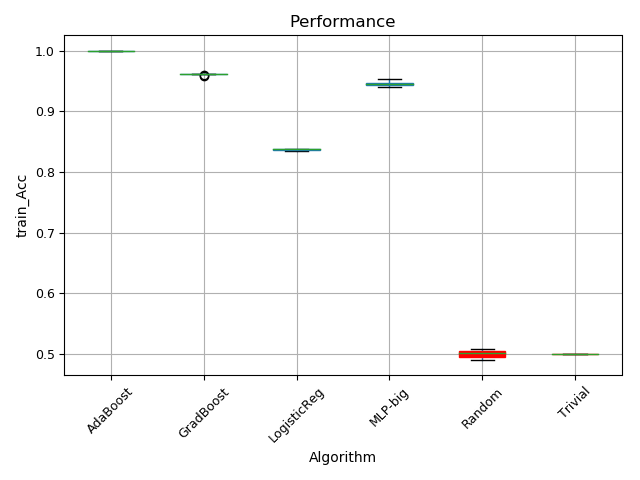 Performance
train_Acc
1.0
0.9
0.8
0.7
0.6
0.5
AdaBoost
GradBoost
LogisticReg
MLP-big
Random
Trivial
Algorithm